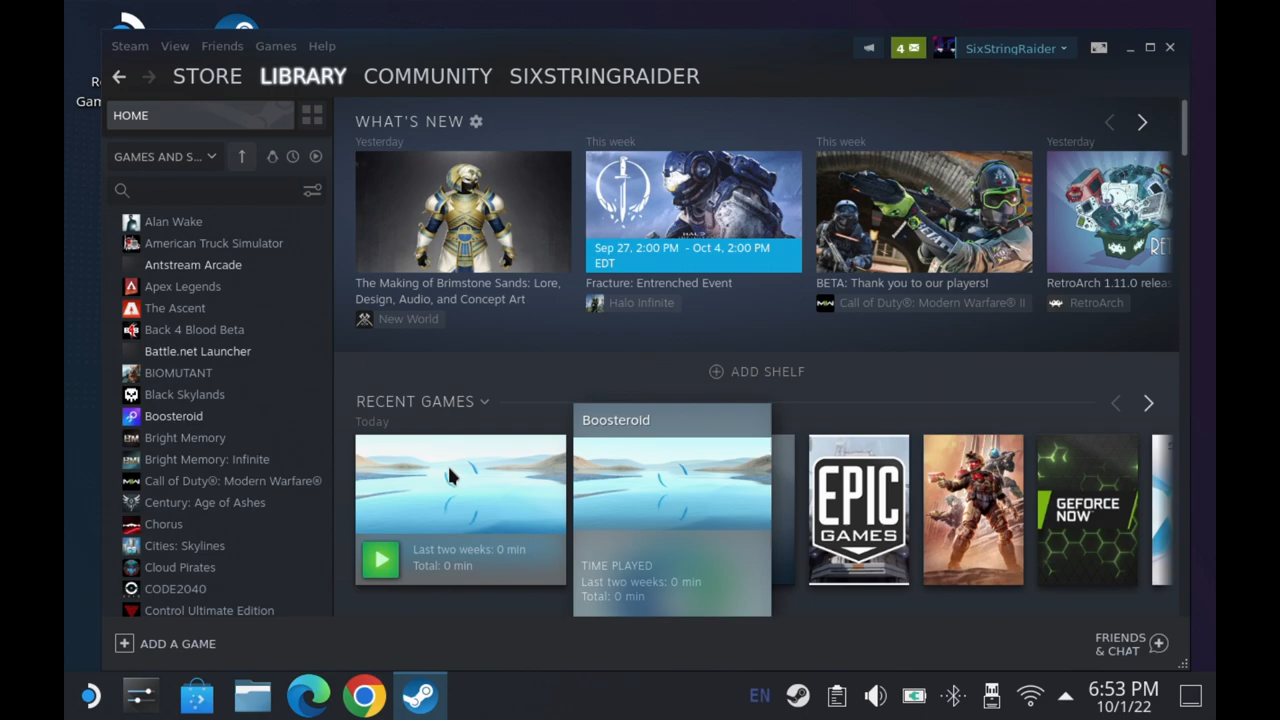 Steam View Friends Games Help
4
SixStringRaider
STORE LIBRARY COMMUNITY SIXSTRINGRAIDER
HOME
GAMES AND S...
Alan Wake
American Truck Simulator
Antstream Arcade
Apex Legends
The Ascent
Back 4 Blood Beta
Battle.net Launcher
BIOMUTANT
Black Skylands
Boosteroid
Bright Memory
Bright Memory: Infinite
Call of Duty®: Modern Warfare®
Century: Age of Ashes
Chorus
Cities: Skylines
Cloud Pirates
CODE2040
Control Ultimate Edition
WHAT'S NEW
Yesterday
Sep 27, 2:00 PM - Oct 4, 2:00 PM
EDT
The Making of Brimstone Sands: Lore,
Design, Audio, and Concept Art
New World
This week
Fracture: Entrenched Event
Halo Infinite
This week
BETA: Thank you to our players!
Call of Duty®: Modern Warfare® II
Yesterday
RETR
RetroArch 1.11.0 releas
RetroArch
ADD SHELF
RECENT GAMES
Today
Last two weeks: 0 min
Total: 0 min
Boosteroid
TIME PLAYED
Last two weeks: 0 min
Total: 0 min
EPIC
GAMES
GEFORCE
NOW
ADD A GAME
FRIENDS
& CHAT
EN
6:53 PM
10/1/22